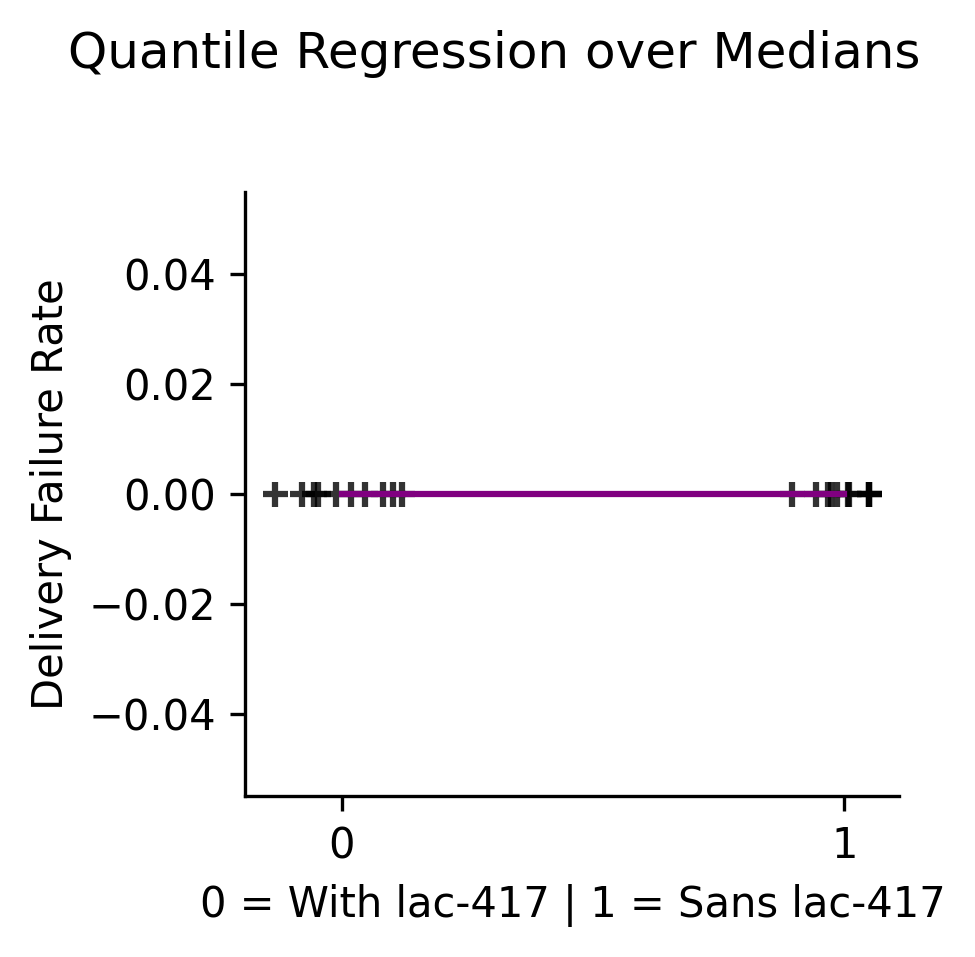 Quantile Regression over Medians
Delivery Failure Rate
0.04
0.02
0.00
−0.02
−0.04
0 1
0 = With lac-417 | 1 = Sans lac-417